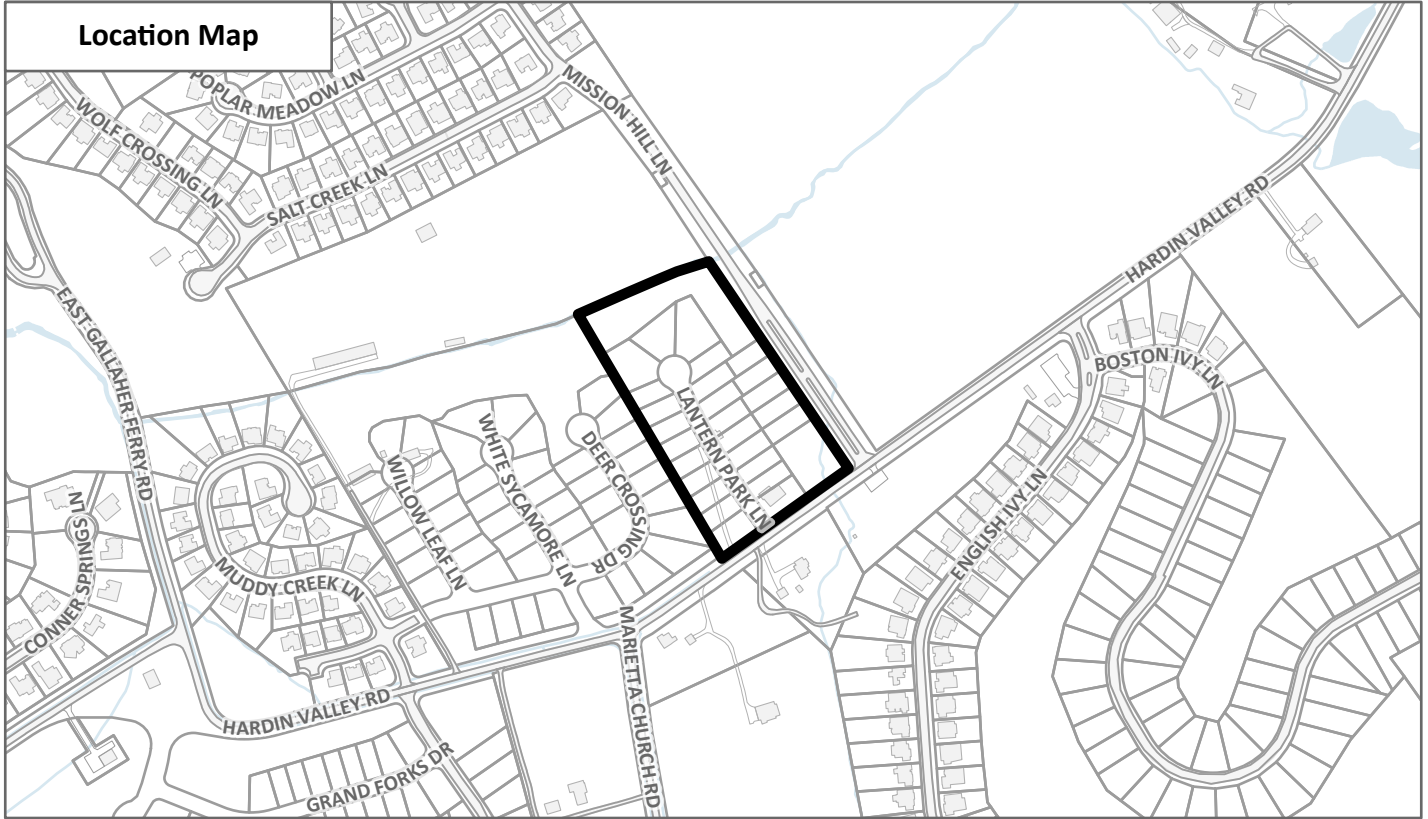 Location Map
POPLAR MEADOW LN
WOLF CROSSING LN
MISSION HILL LN
SALT CREEK LN
HARDIN VALLEY RD
EAST GALLAHER FERRY RD
BOSTON IVY LN
LANTERN PARK LN
WHITE SYCAMORE LN
DEER CROSSING DR
WILLOW LEAF LN
ENGLISH IVY LN
CONNER SPRINGS LN
MUDDY CREEK LN
MARIETTA CHURCH RD
HARDIN VALLEY RD
GRAND FORKS DR